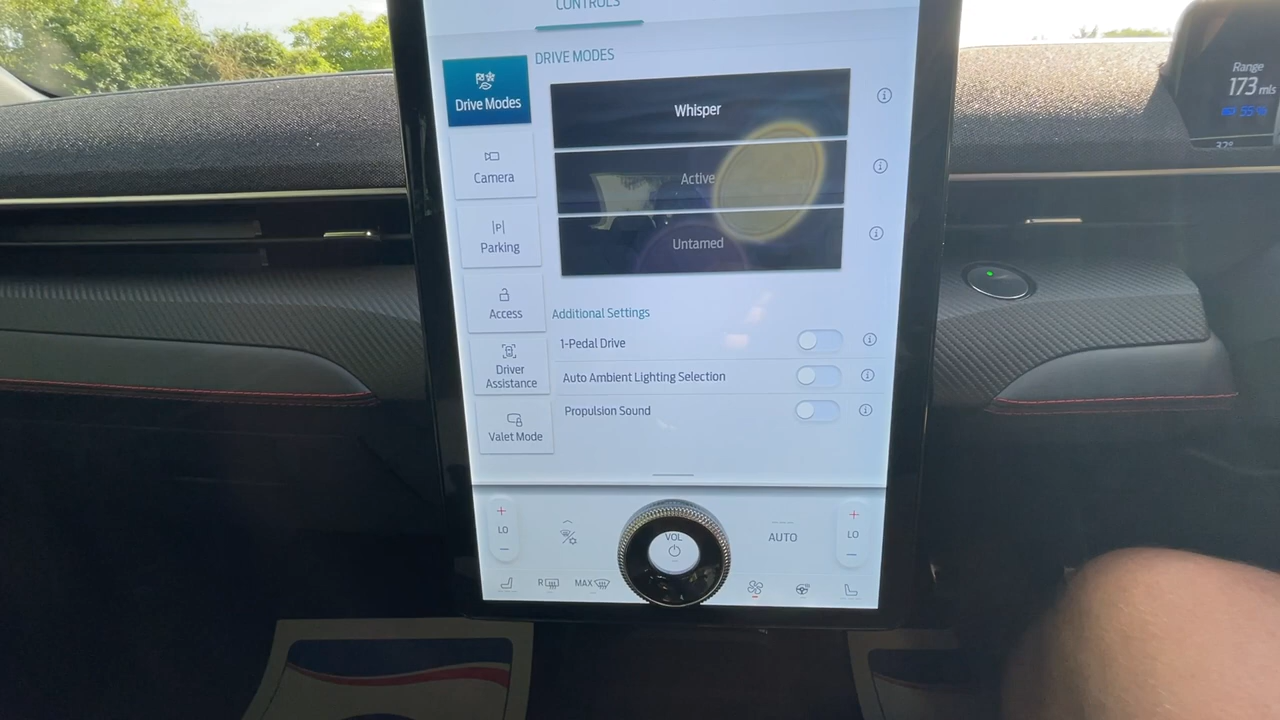 CONTROLS
DRIVE MODES
Drive Modes
Camera
Parking
Access
Driver
Assistance
Valet Mode
Whisper
Active
Untamed
Additional Settings
1-Pedal Drive
Auto Ambient Lighting Selection
Propulsion Sound
LO
VOL
AUTO
LO
R
MAX
Range
173 mls